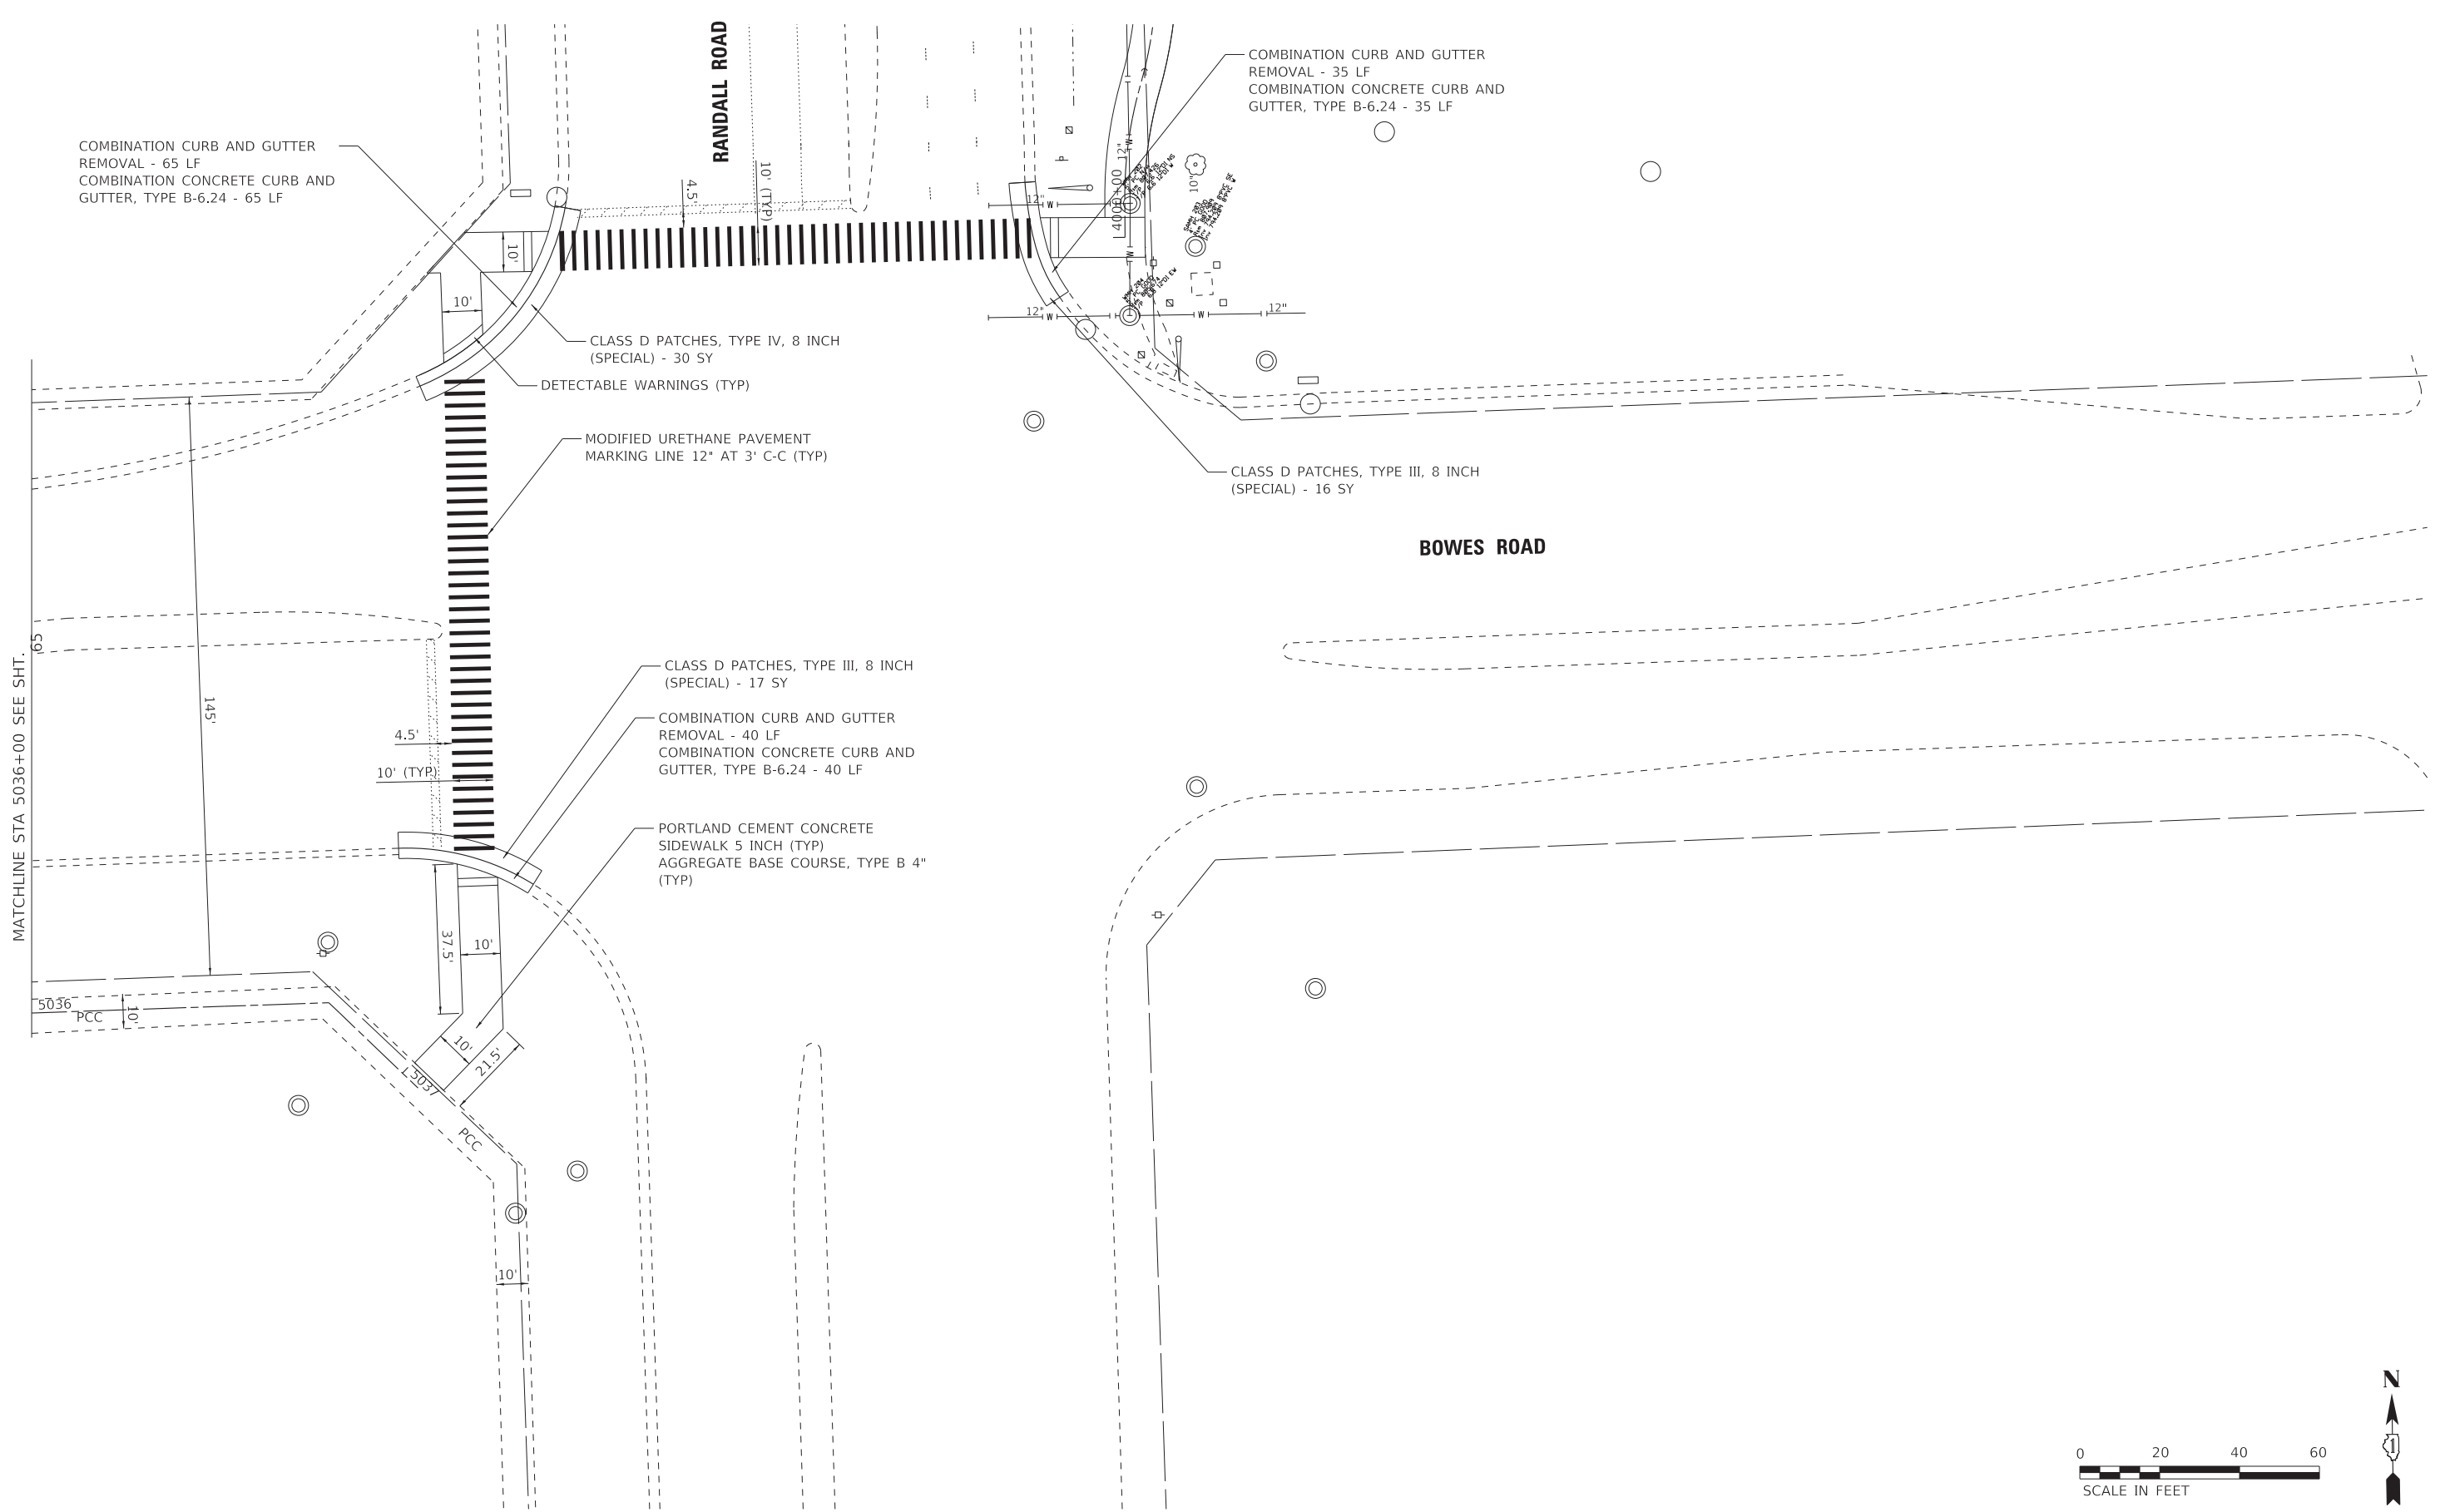 RANDALL ROAD
COMBINATION CURB AND GUTTER
REMOVAL - 35 LF
COMBINATION CONCRETE CURB AND
GUTTER, TYPE B-6.24 - 35 LF
COMBINATION CURB AND GUTTER
REMOVAL - 65 LF
COMBINATION CONCRETE CURB AND
GUTTER, TYPE B-6.24 - 65 LF
4.5'
10' (TYP)
12"
W
12"
W
4000+00
10"
W
10'
10'
12"
W
W
12"
CLASS D PATCHES, TYPE IV, 8 INCH
(SPECIAL) - 30 SY
DETECTABLE WARNINGS (TYP)
MODIFIED URETHANE PAVEMENT
MARKING LINE 12" AT 3' C-C (TYP)
CLASS D PATCHES, TYPE III, 8 INCH
(SPECIAL) - 16 SY
BOWES ROAD
MATCHLINE STA 5036+00 SEE SHT.
65
145'
CLASS D PATCHES, TYPE III, 8 INCH
(SPECIAL) - 17 SY
COMBINATION CURB AND GUTTER
REMOVAL - 40 LF
COMBINATION CONCRETE CURB AND
GUTTER, TYPE B-6.24 - 40 LF
4.5'
10' (TYP)
PORTLAND CEMENT CONCRETE
SIDEWALK 5 INCH (TYP)
AGGREGATE BASE COURSE, TYPE B 4"
(TYP)
37.5'
10'
5036
PCC
10'
10'
21.5'
5037
PCC
10'
N
1
0 20 40 60
SCALE IN FEET